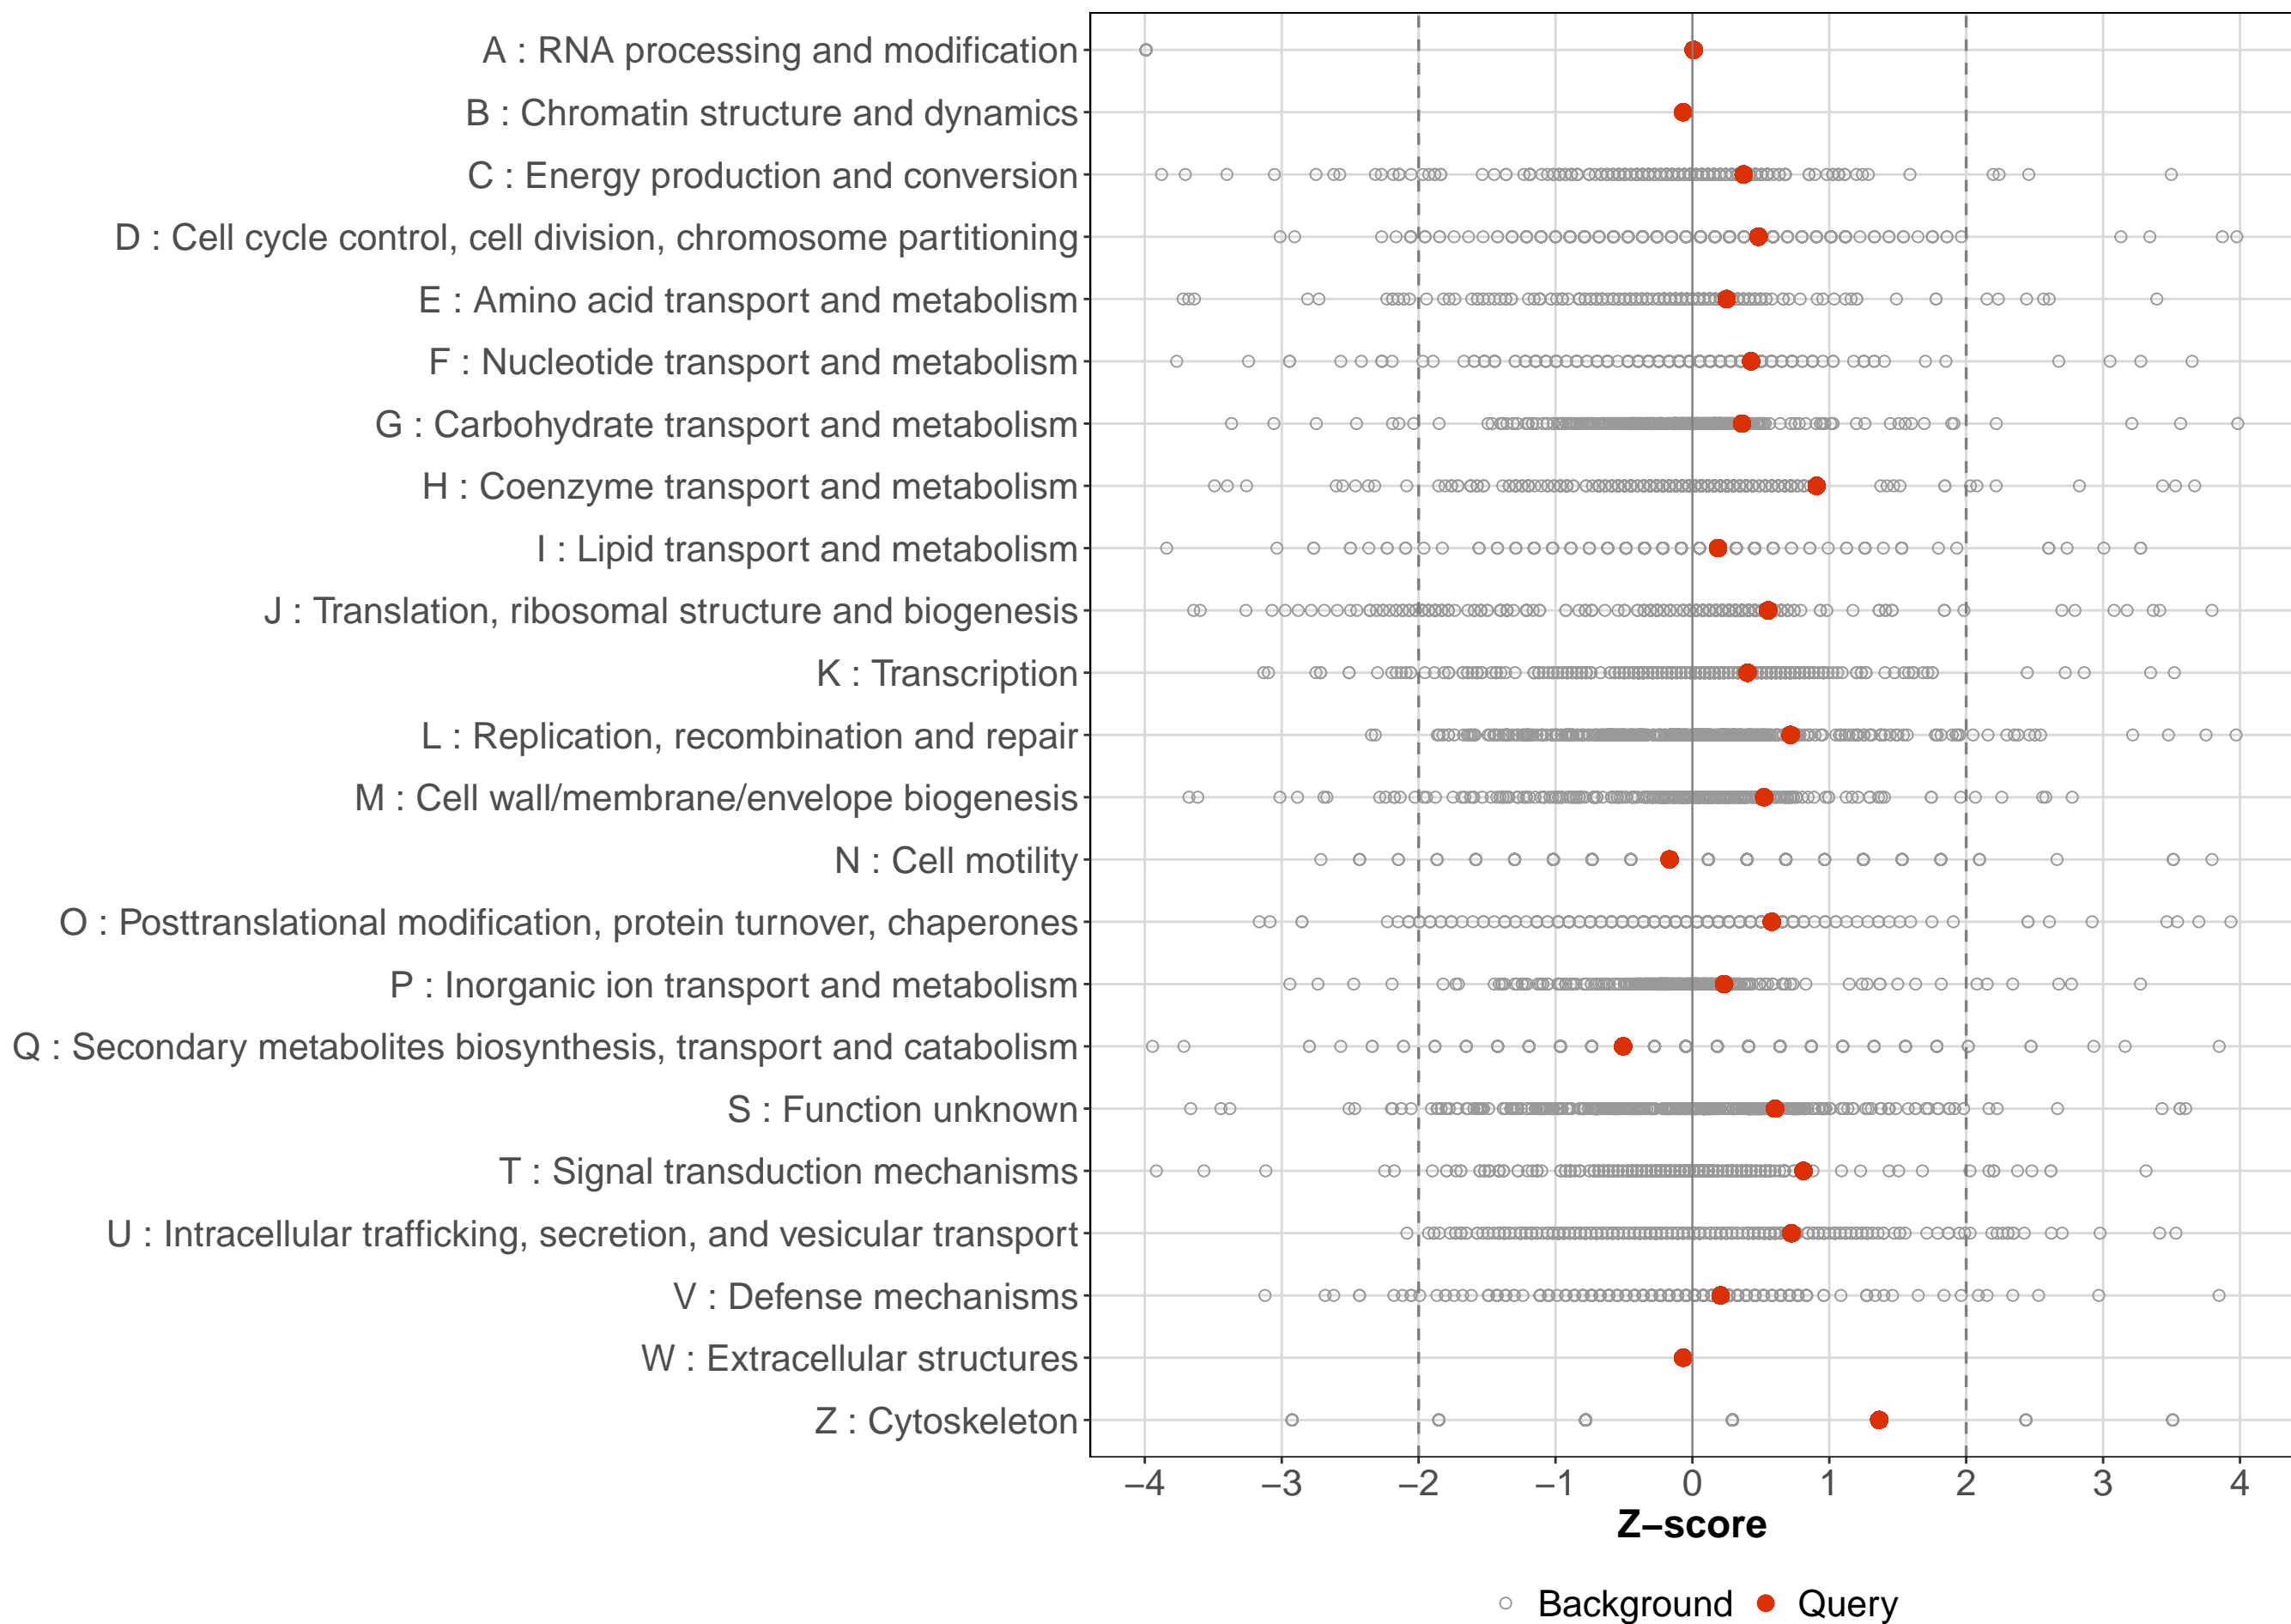 A : RNA processing and modification
B : Chromatin structure and dynamics
C : Energy production and conversion
D : Cell cycle control, cell division, chromosome partitioning
E : Amino acid transport and metabolism
F : Nucleotide transport and metabolism
G : Carbohydrate transport and metabolism
H : Coenzyme transport and metabolism
I : Lipid transport and metabolism
J : Translation, ribosomal structure and biogenesis
K : Transcription
L : Replication, recombination and repair
M : Cell wall/membrane/envelope biogenesis
N : Cell motility
O : Posttranslational modification, protein turnover, chaperones
P : Inorganic ion transport and metabolism
Q : Secondary metabolites biosynthesis, transport and catabolism
S : Function unknown
T : Signal transduction mechanisms
U : Intracellular trafficking, secretion, and vesicular transport
V : Defense mechanisms
W : Extracellular structures
Z : Cytoskeleton
−4 −3 −2 −1 0 1 2 3 4
Z−score
Background Query